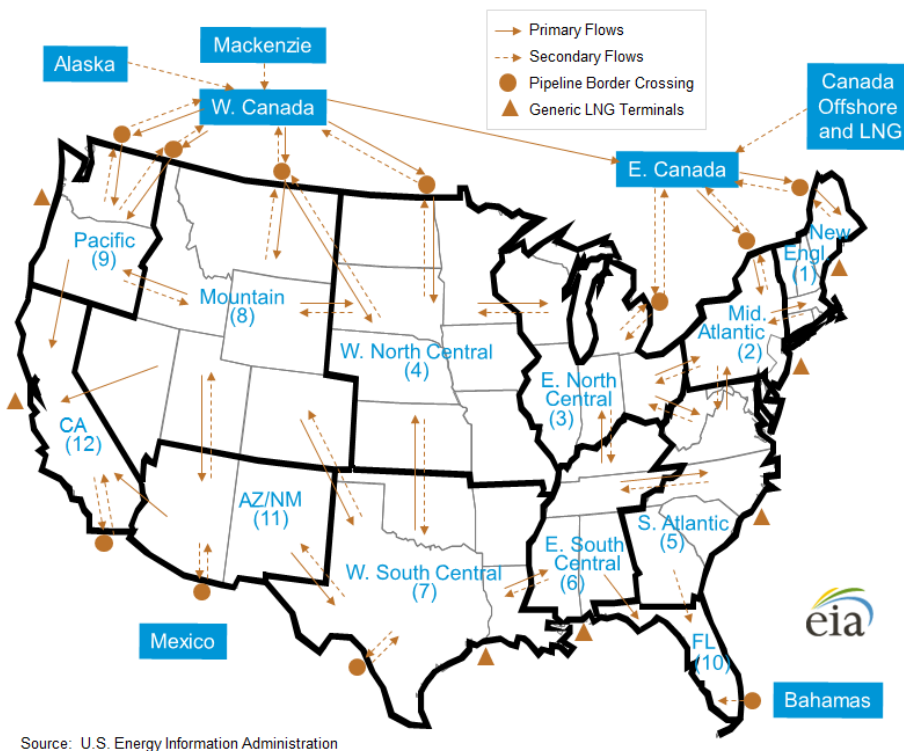 Mackenzie
Alaska
W. Canada
Primary Flows
Secondary Flows
Pipeline Border Crossing
Generic LNG Terminals
Canada
Offshore
and LNG
E. Canada
Pacific
(9)
Mountain
(8)
W. North Central
(4)
E. North
Central
(3)
Mid.
Atlantic
(2)
New
Engl.
(1)
CA
(12)
AZ/NM
(11)
W. South Central
(7)
E. South
Central
(6)
S. Atlantic
(5)
FL
(10)
Mexico
Bahamas
eia
Source: U.S. Energy Information Administration